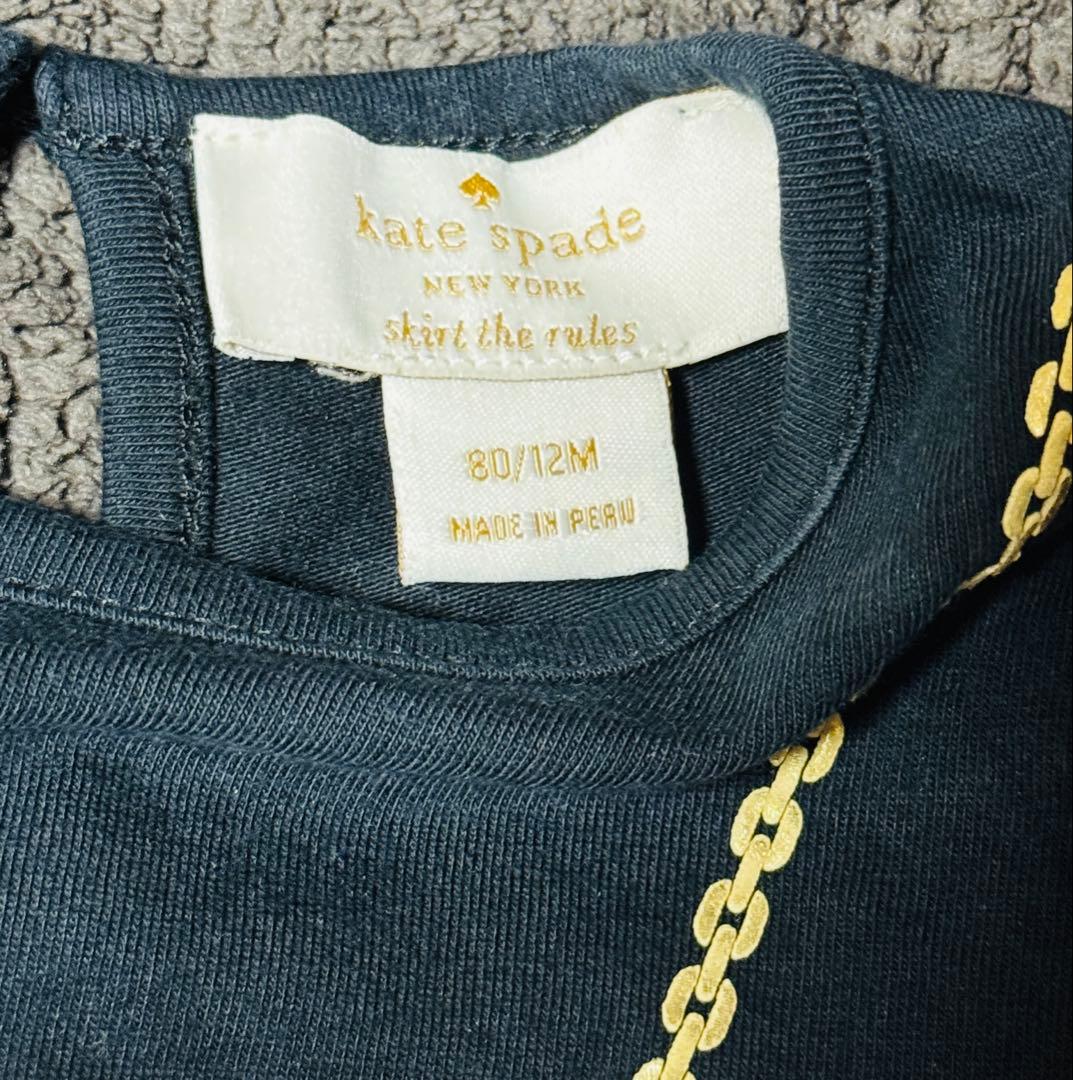 kate spade
NEW YORK
skirt the rules
80/12M
MADE IN PERU